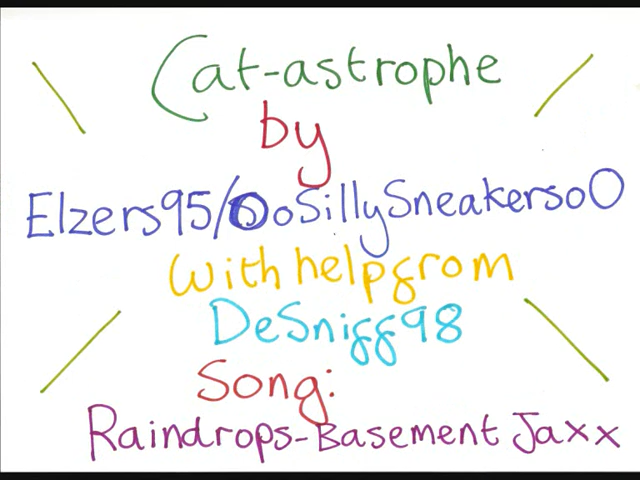 Cat-astrophe
by
Elzers95/OoSillySneakersoO
With help from
DeSniff98
Song:
Raindrops-Basement Jaxx